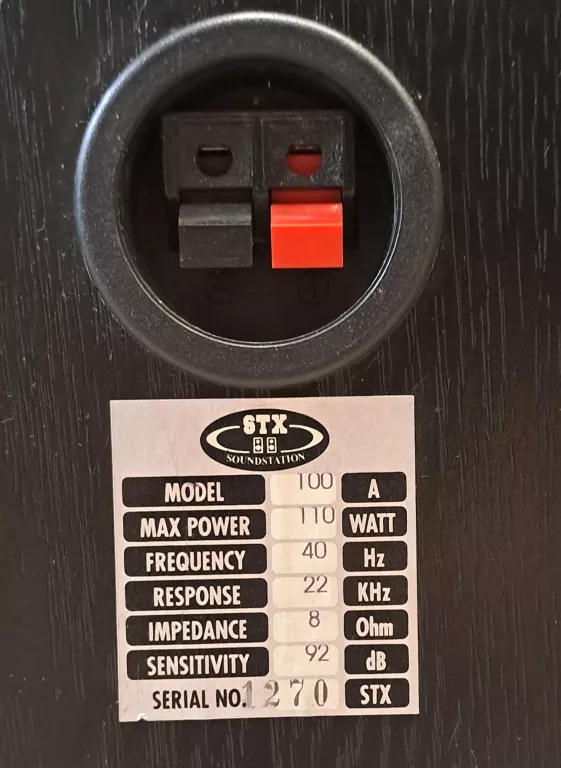 STX
SOUNDSTATION
MODEL 100 A
MAX POWER 110 WATT
FREQUENCY 40 Hz
RESPONSE 22 KHz
IMPEDANCE 8 Ohm
SENSITIVITY 92 dB
SERIAL NO. 1270 STX